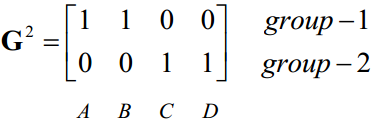 G² = [1 1 0 0] group−1
[0 0 1 1] group−2
A B C D